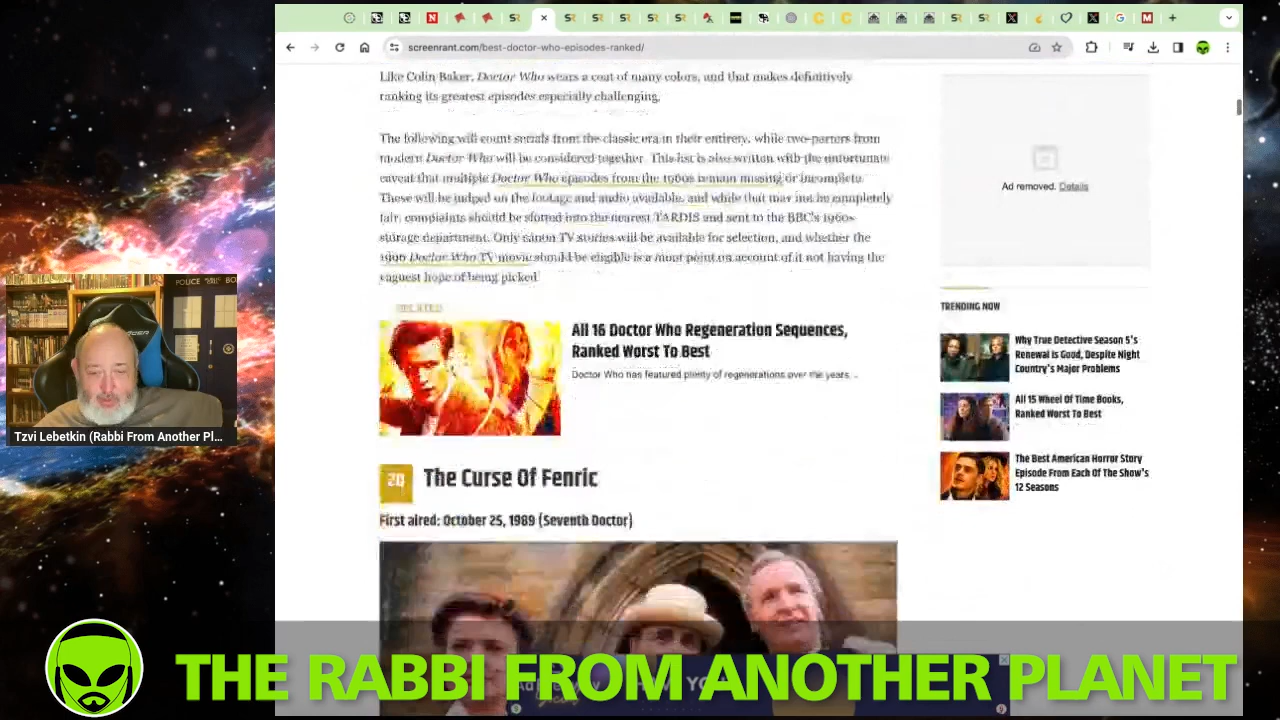 screenrant.com/best-doctor-who-episodes-ranked/
Like Colin Baker, Doctor Who wears a coat of many colors, and that makes definitively
ranking its greatest episodes especially challenging.
The following will count serials from the classic era in their entirety, while two-parters from
modern Doctor Who will be considered together. This list is also written with the unfortunate
caveat that multiple Doctor Who episodes from the 1960s remain missing or incomplete.
These will be judged on the footage and audio available, and while that may not be completely
fair, complaints should be slotted into the nearest TARDIS and sent to the BBC's 1960s
storage department. Only canon TV stories will be available for selection, and whether the
1996 Doctor Who TV movie should be eligible is a moot point on account of it not having the
vaguest hope of being picked.
RELATED
All 16 Doctor Who Regeneration Sequences,
Ranked Worst To Best
Doctor Who has featured plenty of regenerations over the years, ..
20 The Curse Of Fenric
First aired: October 25, 1989 (Seventh Doctor)
Ad removed. Details
TRENDING NOW
Why True Detective Season 5's
Renewal Is Good, Despite Night
Country's Major Problems
All 15 Wheel Of Time Books,
Ranked Worst To Best
The Best American Horror Story
Episode From Each Of The Show's
12 Seasons
POLICE BOX
Tzvi Lebetkin (Rabbi From Another Pl...
THE RABBI FROM ANOTHER PLANET